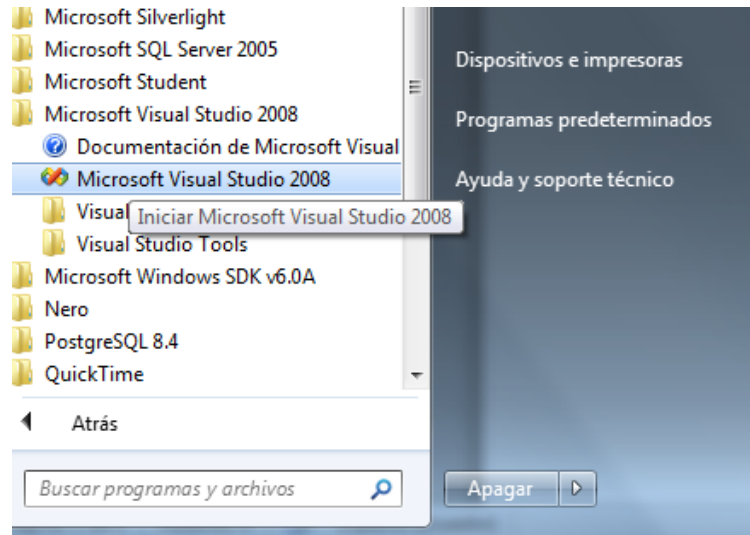 Microsoft Silverlight
Microsoft SQL Server 2005
Microsoft Student
Microsoft Visual Studio 2008
Documentación de Microsoft Visual
Microsoft Visual Studio 2008
Visual
Iniciar Microsoft Visual Studio 2008
Visual Studio Tools
Microsoft Windows SDK v6.0A
Nero
PostgreSQL 8.4
QuickTime
Atrás
Buscar programas y archivos
Dispositivos e impresoras
Programas predeterminados
Ayuda y soporte técnico
Apagar